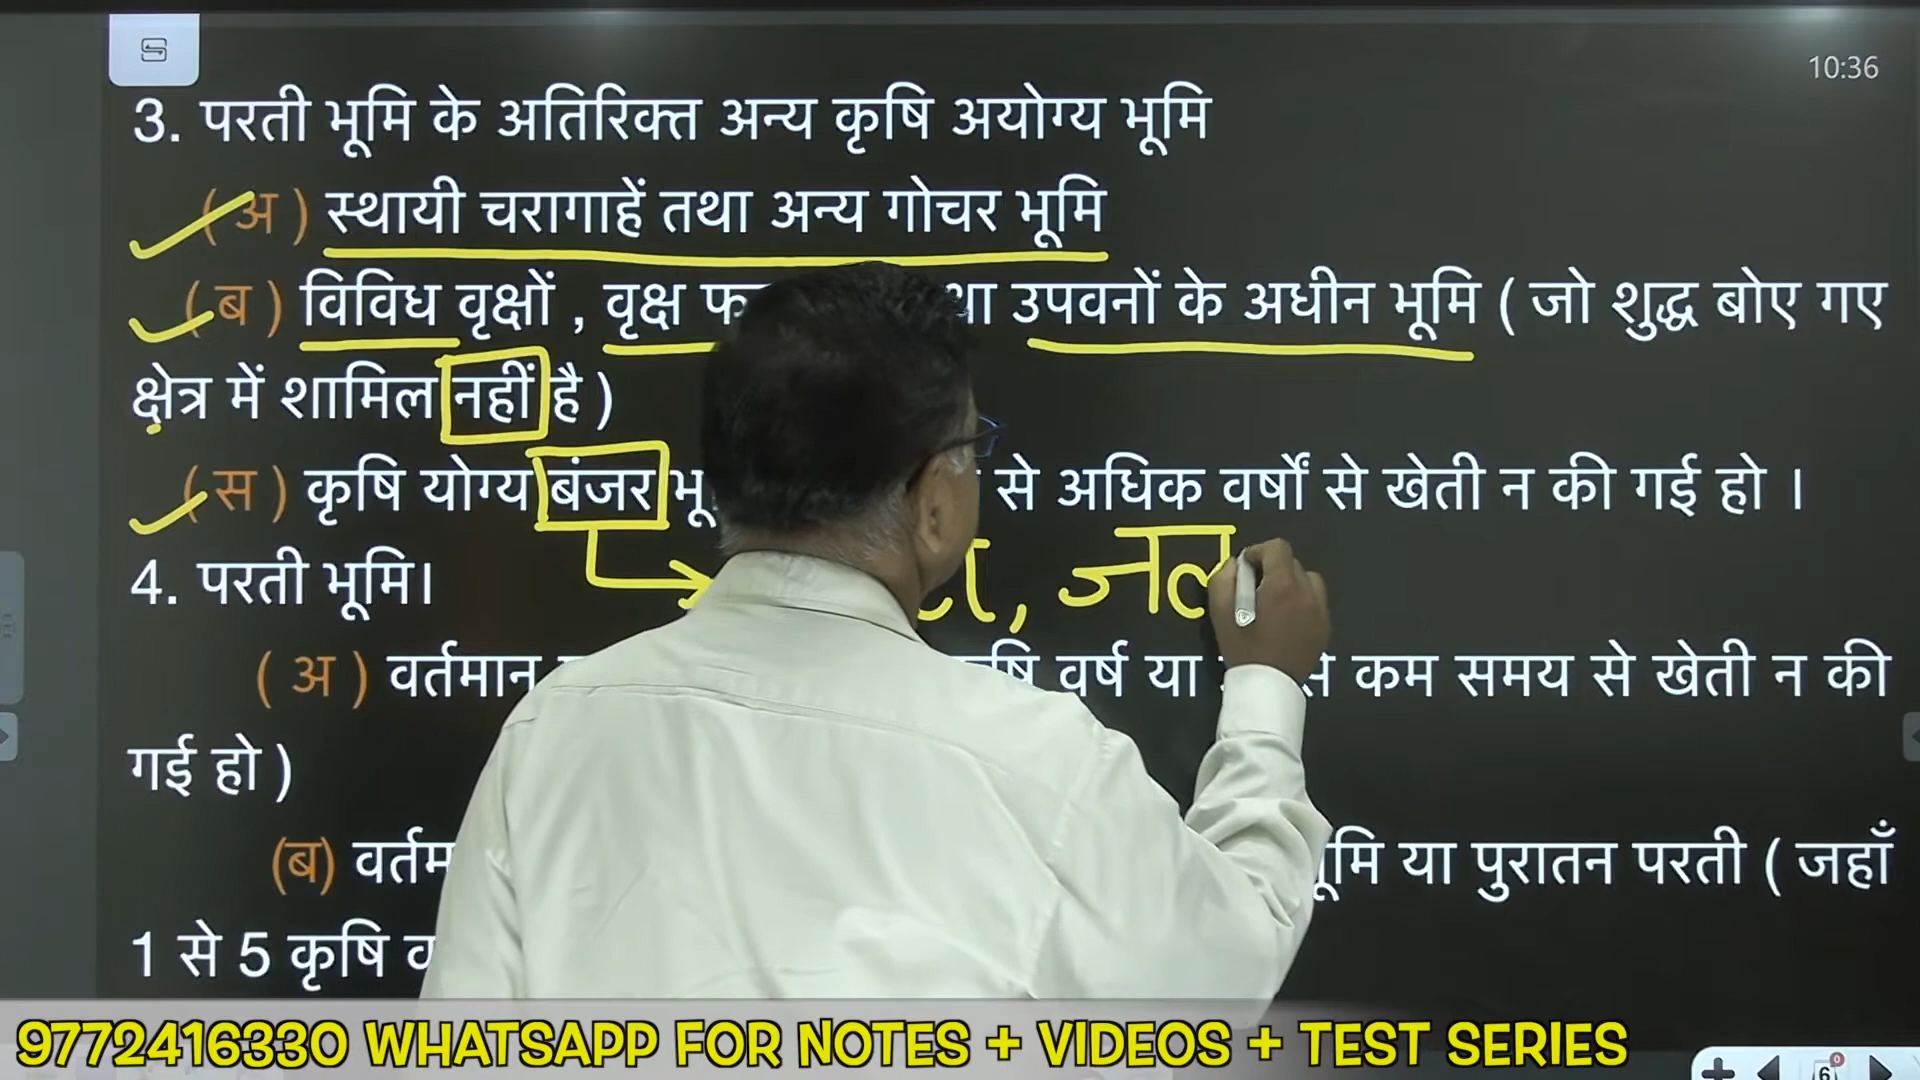 10:36
3. परती भूमि के अतिरिक्त अन्य कृषि अयोग्य भूमि
( अ ) स्थायी चरागाहें तथा अन्य गोचर भूमि
( ब ) विविध वृक्षों , वृक्ष उपवनों के अधीन भूमि ( जो शुद्ध बोए गए
क्षेत्र में शामिल नहीं है )
( स ) कृषि योग्य बंजर से अधिक वर्षों से खेती न की गई हो ।
, जल
4. परती भूमि।
( अ ) वर्तमान वर्ष या कम समय से खेती न की
गई हो )
(ब) या पुरातन परती ( जहाँ
1 से 5 कृषि
9772416330 WHATSAPP FOR NOTES + VIDEOS + TEST SERIES
6